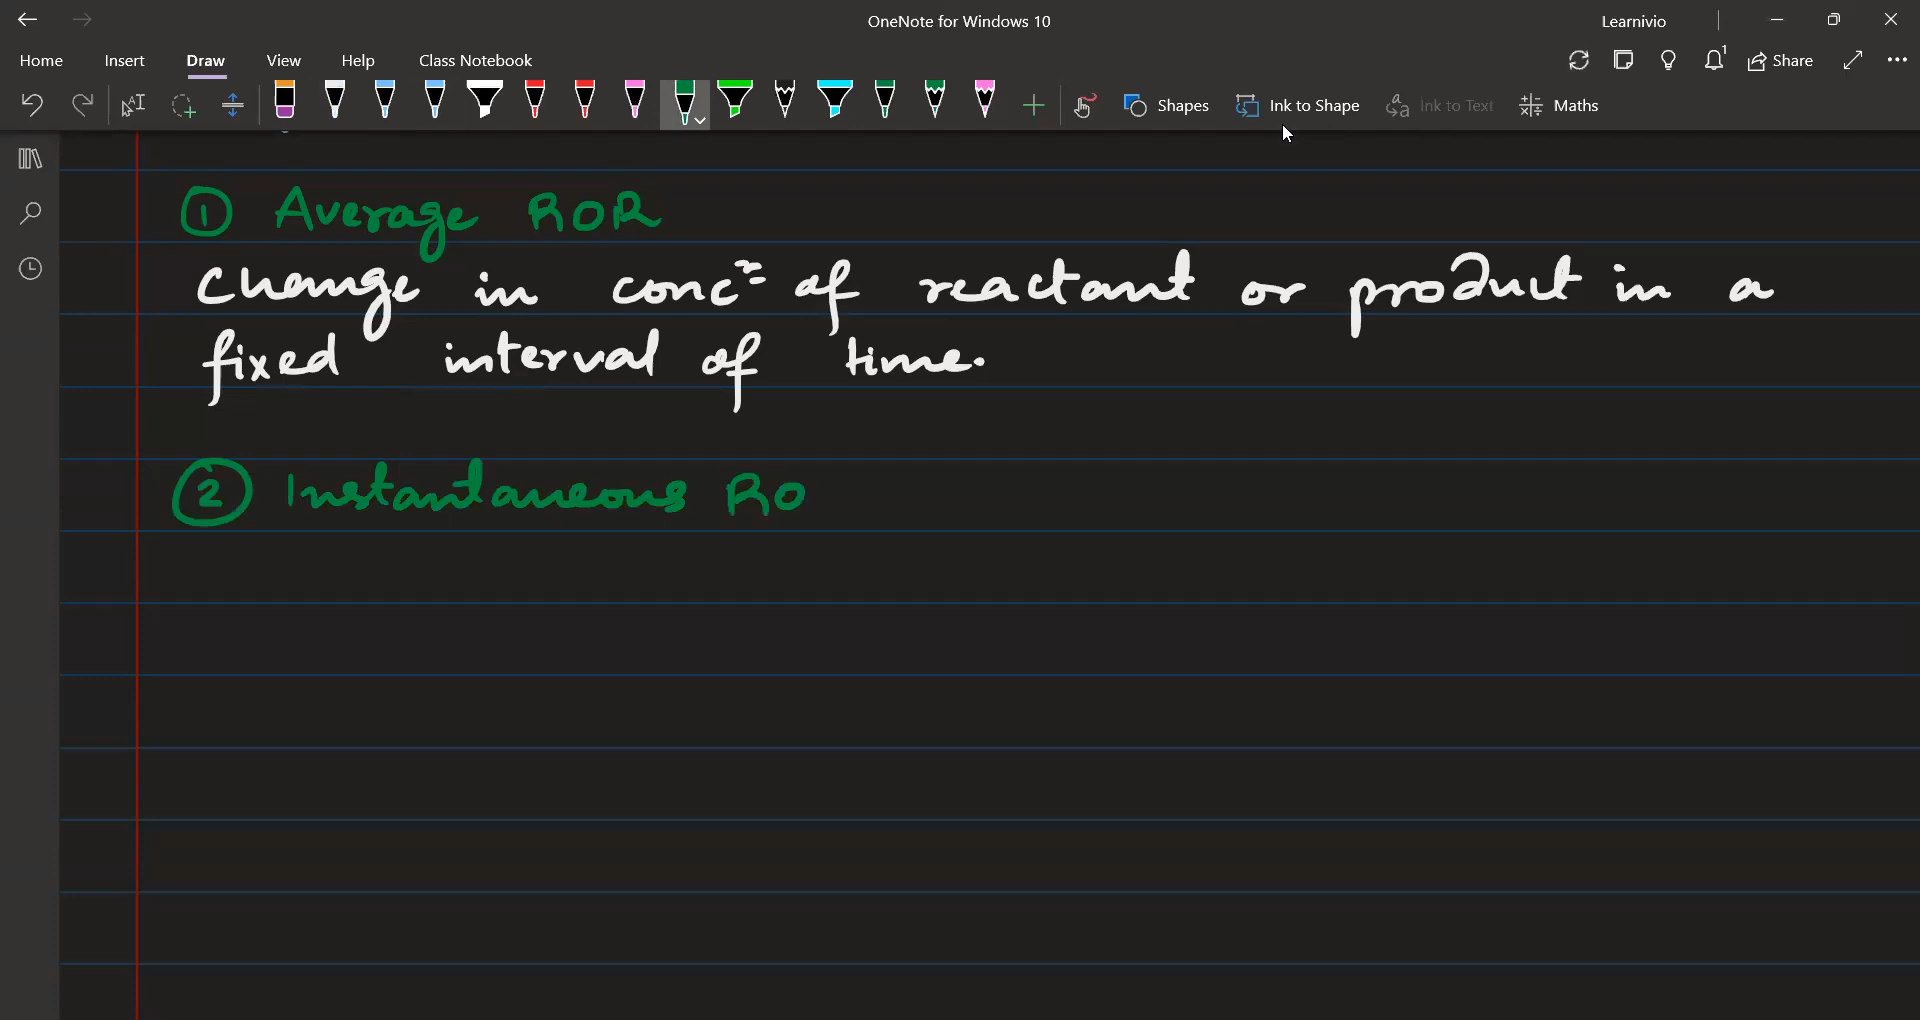 OneNote for Windows 10
Learnivio
Home Insert Draw View Help Class Notebook
1
Share
Shapes Ink to Shape Ink to Text Maths
① Average ROR
Change in concⁿ of reactant or product in a
fixed interval of time.
② Instantaneous RO